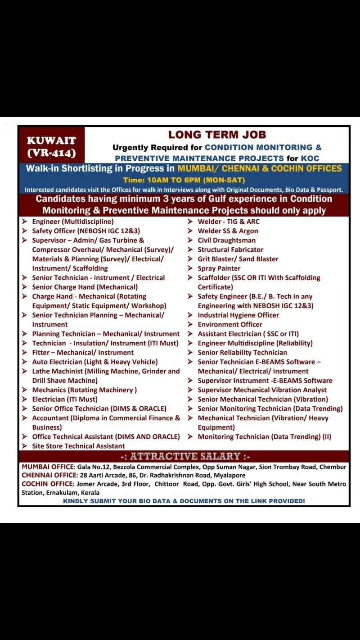 KUWAIT
(VR-414)
LONG TERM JOB
Urgently Required for CONDITION MONITORING &
PREVENTIVE MAINTENANCE PROJECTS for KOC
Walk-in Shortlisting in Progress in MUMBAI/ CHENNAI & COCHIN OFFICES
Time: 10AM TO 6PM (MON-SAT)
Interested candidates visit the Offices for walk in Interviews along with Original Documents, Bio Data & Passport.
Candidates having minimum 3 years of Gulf experience in Condition
Monitoring & Preventive Maintenance Projects should only apply
➢ Engineer (Multidiscipline)
➢ Safety Officer (NEBOSH IGC 12&3)
➢ Supervisor – Admin/ Gas Turbine &
Compressor Overhaul/ Mechanical (Survey)/
Materials & Planning (Survey)/ Electrical/
Instrument/ Scaffolding
➢ Senior Technician - Instrument / Electrical
➢ Senior Charge Hand (Mechanical)
➢ Charge Hand - Mechanical (Rotating
Equipment/ Static Equipment/ Workshop)
➢ Senior Technician Planning – Mechanical/
Instrument
➢ Planning Technician – Mechanical/ Instrument
➢ Technician - Insulation/ Instrument (ITI Must)
➢ Fitter – Mechanical/ Instrument
➢ Auto Electrician (Light & Heavy Vehicle)
➢ Lathe Machinist (Milling Machine, Grinder and
Drill Shave Machine)
➢ Mechanics (Rotating Machinery )
➢ Electrician (ITI Must)
➢ Senior Office Technician (DIMS & ORACLE)
➢ Accountant (Diploma in Commercial Finance &
Business)
➢ Office Technical Assistant (DIMS AND ORACLE)
➢ Site Store Technical Assistant
➢ Welder - TIG & ARC
➢ Welder SS & Argon
➢ Civil Draughtsman
➢ Structural Fabricator
➢ Grit Blaster/ Sand Blaster
➢ Spray Painter
➢ Scaffolder (SSC OR ITI With Scaffolding
Certificate)
➢ Safety Engineer (B.E./ B. Tech in any
Engineering with NEBOSH IGC 12&3)
➢ Industrial Hygiene Officer
➢ Environment Officer
➢ Assistant Electrician ( SSC or ITI)
➢ Engineer Multidiscipline (Reliability)
➢ Senior Reliability Technician
➢ Senior Technician E-BEAMS Software –
Mechanical/ Electrical/ Instrument
➢ Supervisor Instrument -E-BEAMS Software
➢ Supervisor Mechanical Vibration Analyst
➢ Senior Mechanical Technician (Vibration)
➢ Senior Monitoring Technician (Data Trending)
➢ Mechanical Technician (Vibration/ Heavy
Equipment)
➢ Monitoring Technician (Data Trending) (II)
-: ATTRACTIVE SALARY :-
MUMBAI OFFICE: Gala No.12, Bezzola Commercial Complex, Opp Suman Nagar, Sion Trombay Road, Chembur
CHENNAI OFFICE: 28 Aarti Arcade, 86, Dr. Radhakrishnan Road, Myalapore
COCHIN OFFICE: Jomer Arcade, 3rd Floor, Chittoor Road, Opp. Govt. Girls' High School, Near South Metro
Station, Ernakulam, Kerala
KINDLY SUBMIT YOUR BIO DATA & DOCUMENTS ON THE LINK PROVIDED!